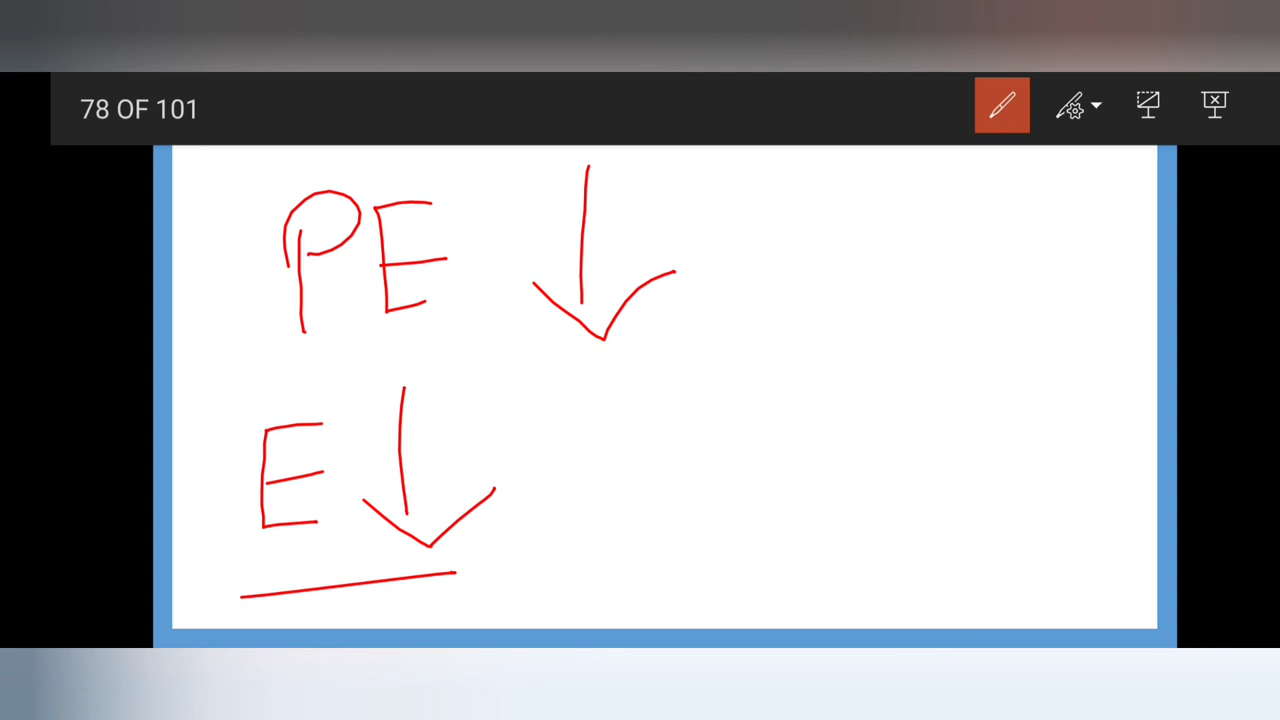 78 OF 101
PE ↓
E ↓